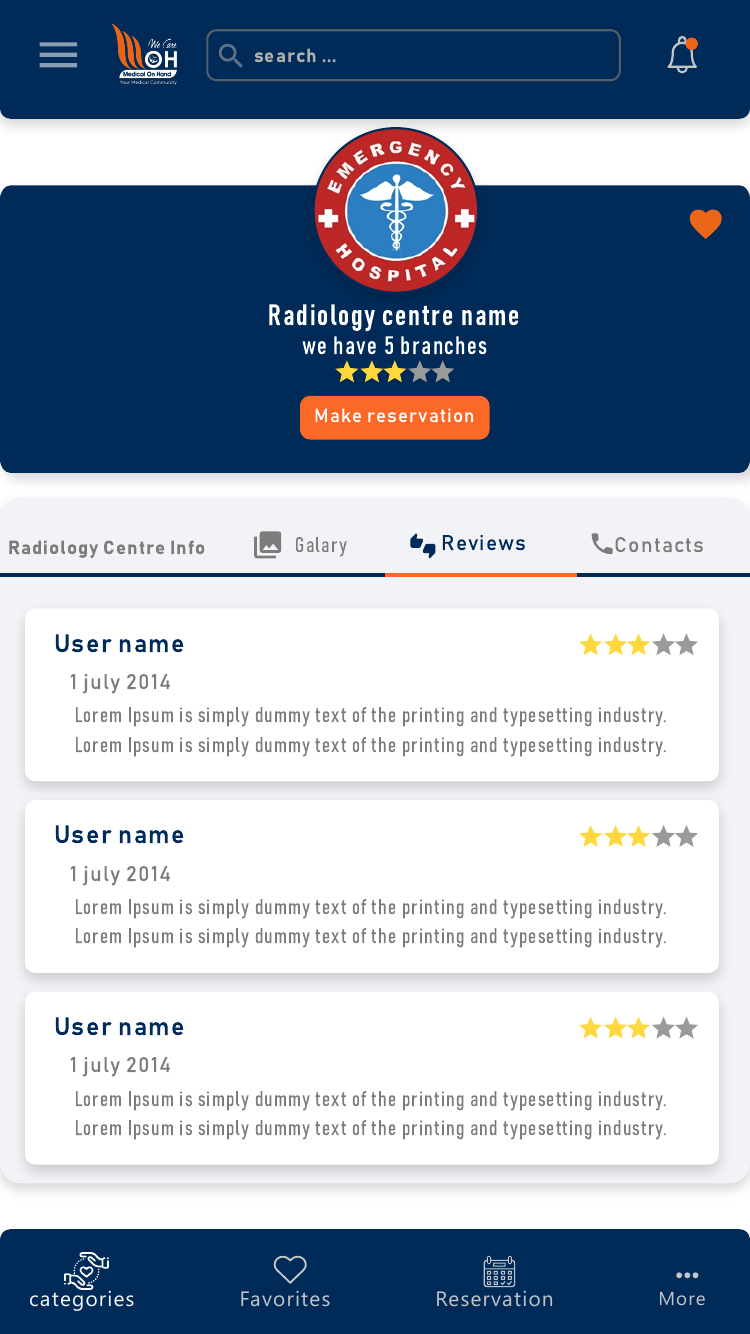 We Care
OH
Medical On Hand
Your Medical Community
search ...
EMERGENCY
HOSPITAL
Radiology centre name
we have 5 branches
Make reservation
Radiology Centre Info
Galary
Reviews
Contacts
User name
1 july 2014
Lorem Ipsum is simply dummy text of the printing and typesetting industry.
Lorem Ipsum is simply dummy text of the printing and typesetting industry.
User name
1 july 2014
Lorem Ipsum is simply dummy text of the printing and typesetting industry.
Lorem Ipsum is simply dummy text of the printing and typesetting industry.
User name
1 july 2014
Lorem Ipsum is simply dummy text of the printing and typesetting industry.
Lorem Ipsum is simply dummy text of the printing and typesetting industry.
categories
Favorites
Reservation
More